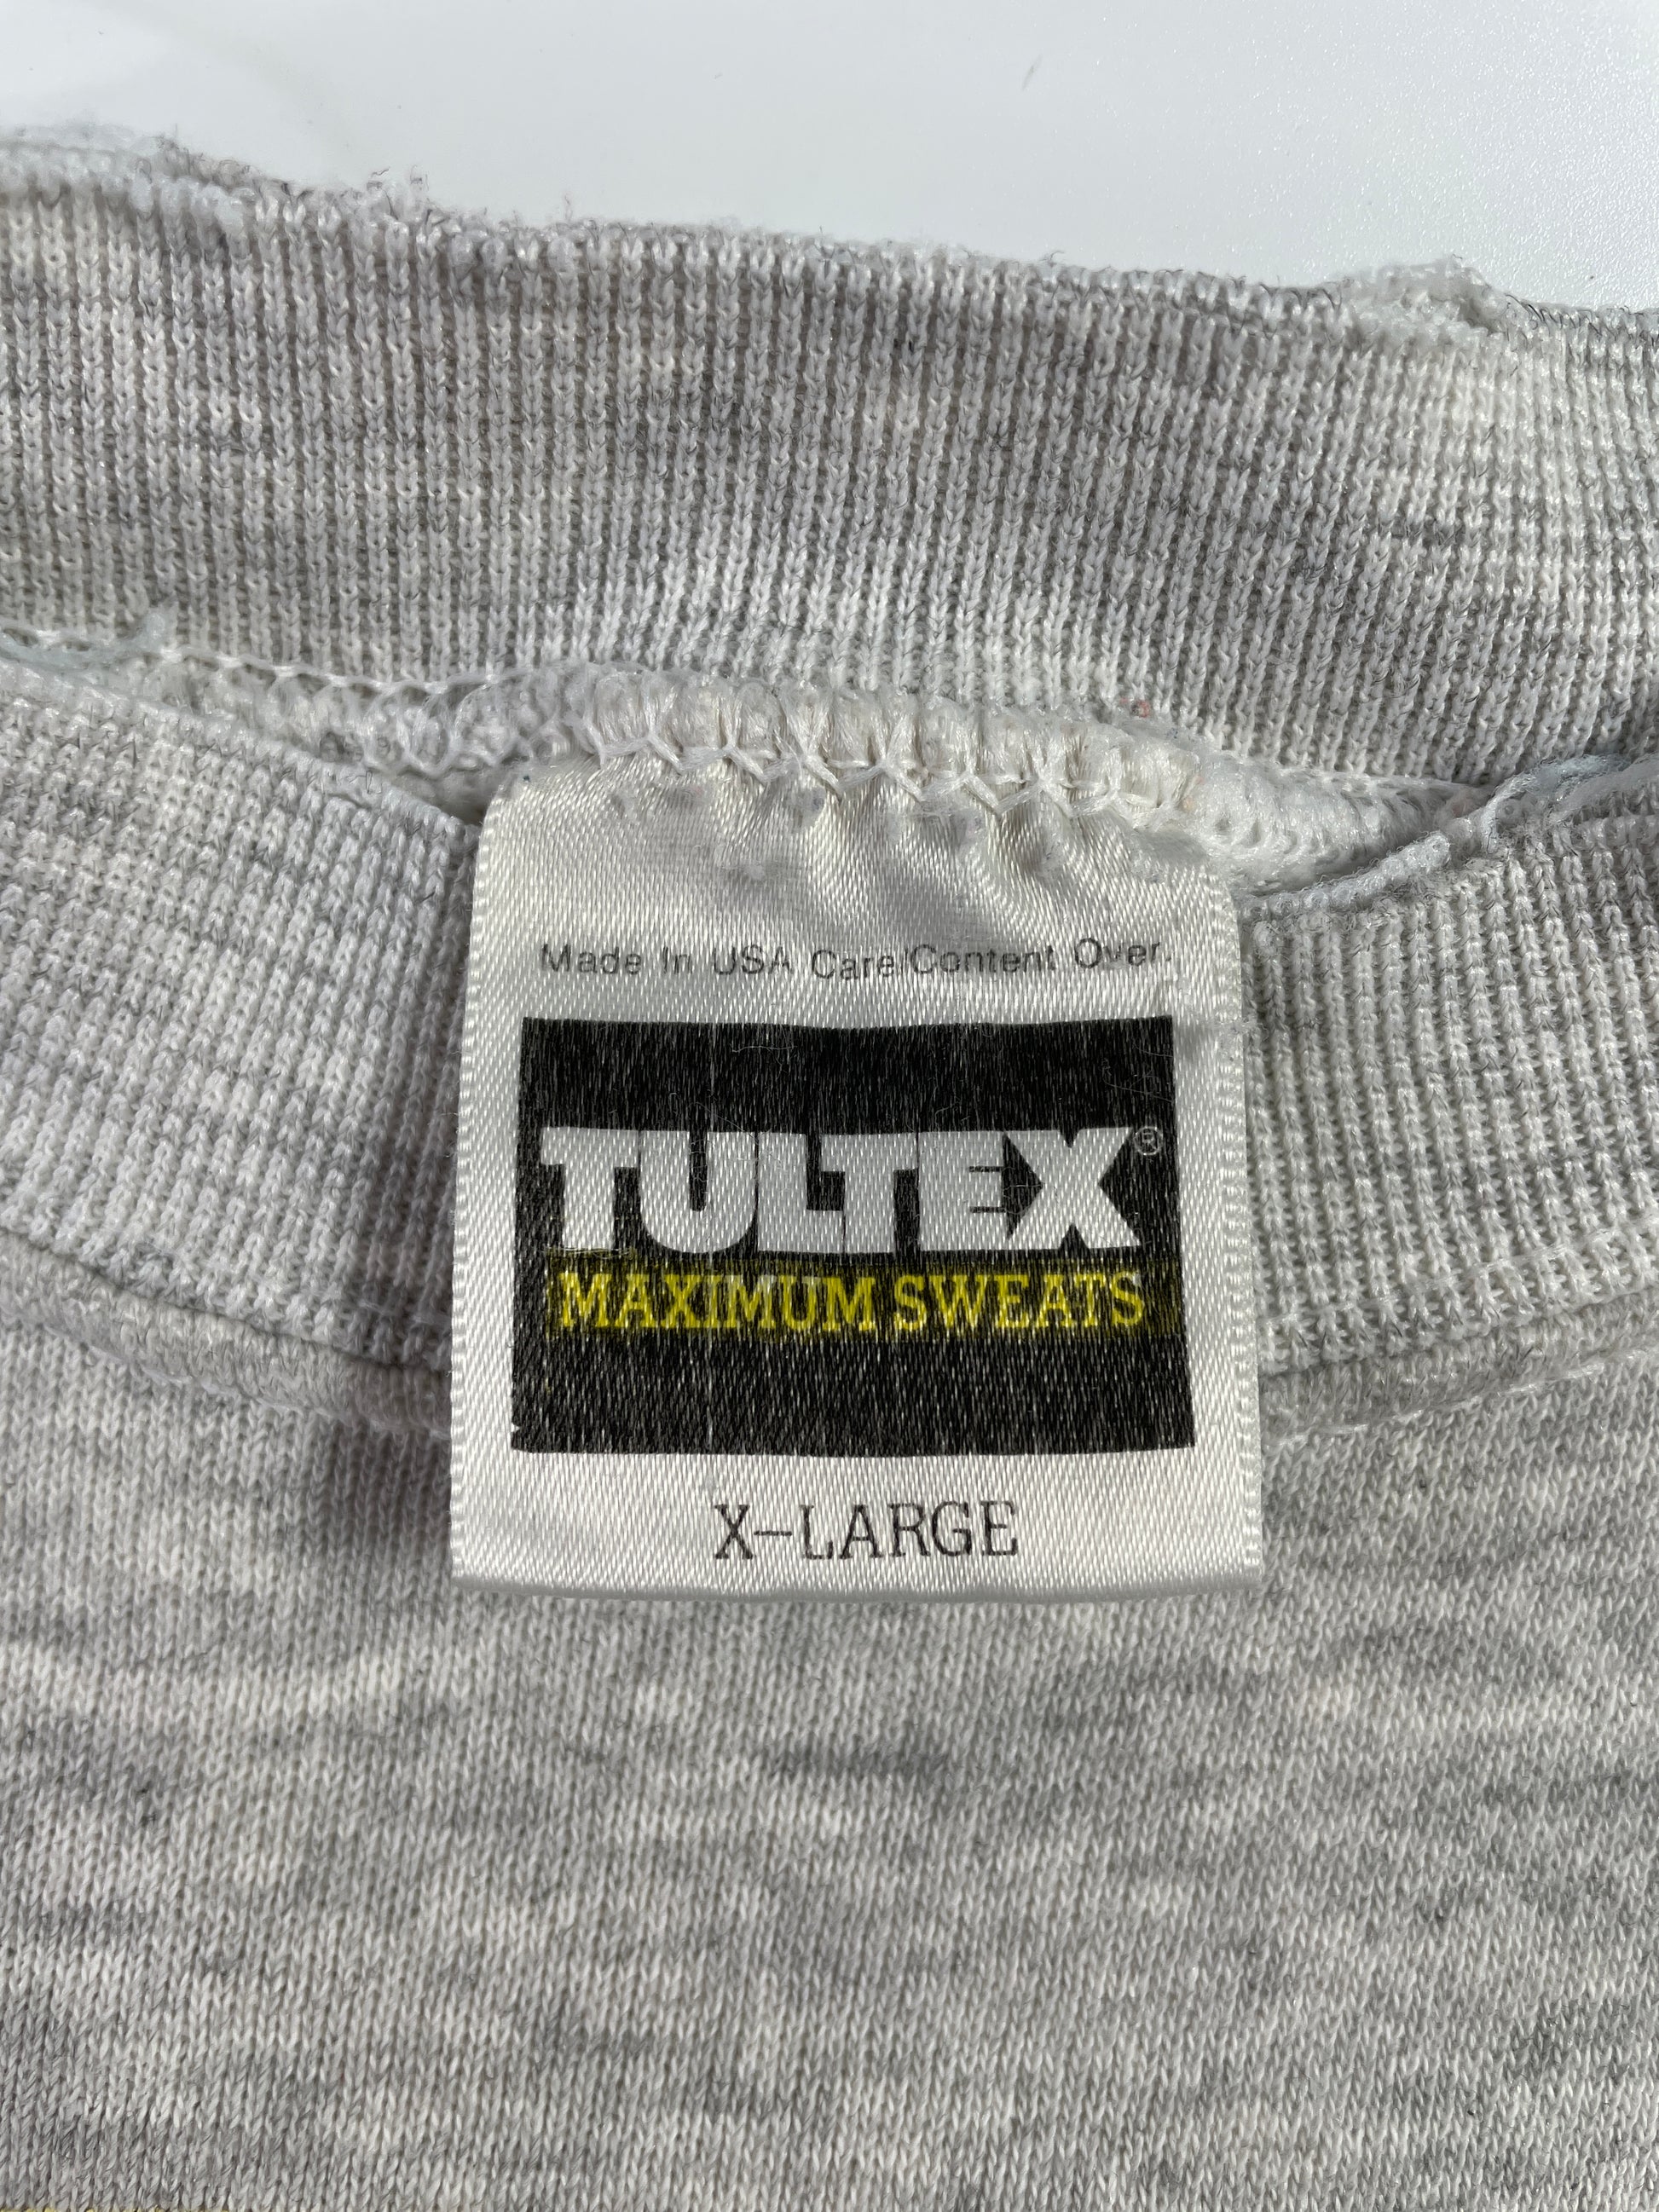 Made In USA Care/Content Over.
TULTEX®
MAXIMUM SWEATS
X-LARGE